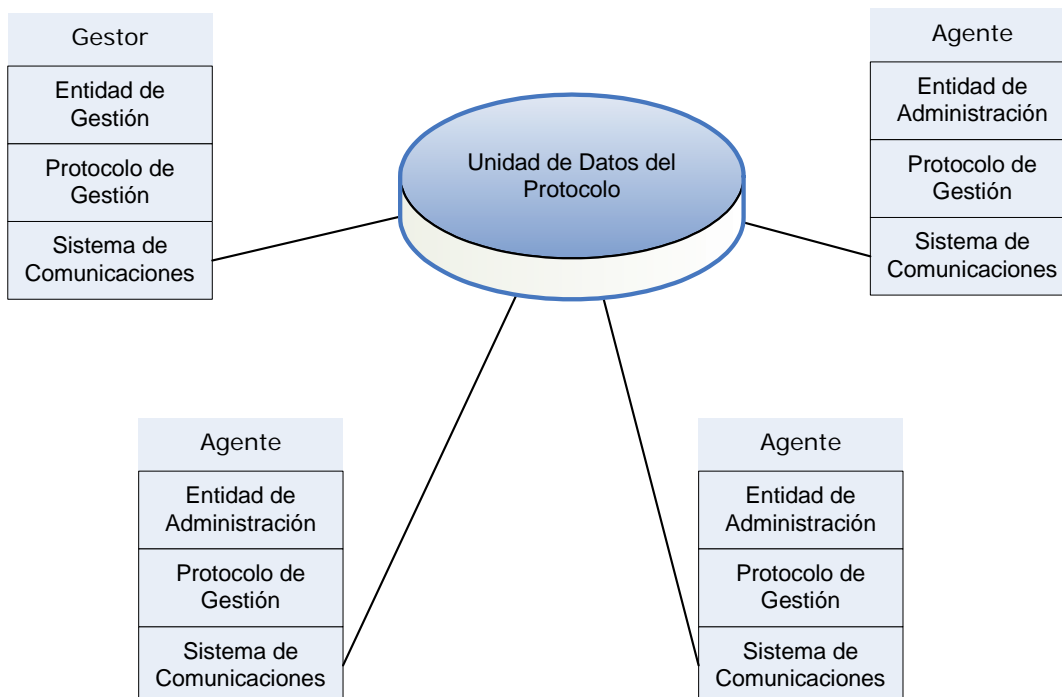 Gestor
Entidad de
Gestión
Protocolo de
Gestión
Sistema de
Comunicaciones
Unidad de Datos del
Protocolo
Agente
Entidad de
Administración
Protocolo de
Gestión
Sistema de
Comunicaciones
Agente
Entidad de
Administración
Protocolo de
Gestión
Sistema de
Comunicaciones
Agente
Entidad de
Administración
Protocolo de
Gestión
Sistema de
Comunicaciones